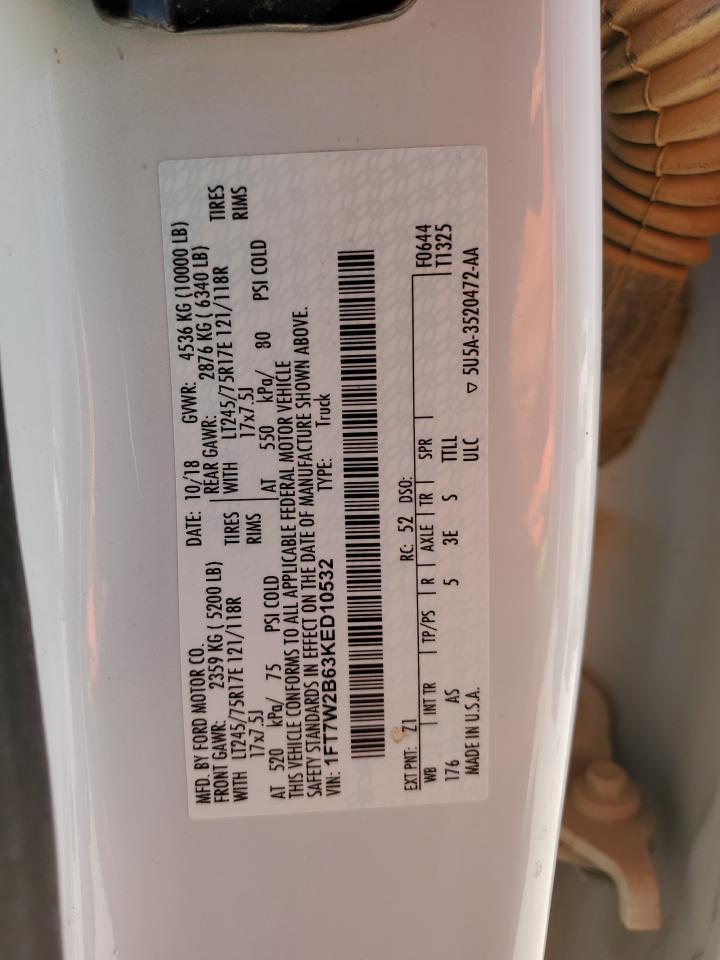 MFD. BY FORD MOTOR CO.
DATE: 10/18 GVWR: 4536 KG (10000 LB)
FRONT GAWR: 2359 KG ( 5200 LB)
REAR GAWR: 2876 KG ( 6340 LB)
WITH LT245/75R17E 121/118R TIRES
WITH LT245/75R17E 121/118R TIRES
17x7.5J RIMS
17x7.5J RIMS
AT 520 kPa/ 75 PSI COLD
AT 550 kPa/ 80 PSI COLD
THIS VEHICLE CONFORMS TO ALL APPLICABLE FEDERAL MOTOR VEHICLE
SAFETY STANDARDS IN EFFECT ON THE DATE OF MANUFACTURE SHOWN ABOVE.
VIN: 1FT7W2B63KED10532 TYPE: Truck
EXT PNT: Z1 RC: 52 DSO: F0644
WB INT TR TP/PS R AXLE TR SPR T1325
176 AS 5 3E S TTLL
MADE IN U.S.A. ULC ▽ 5U5A-3520472-AA